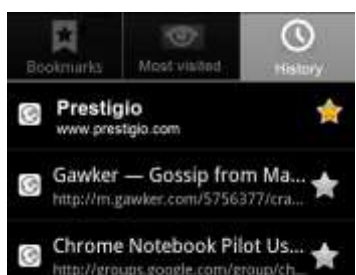 Bookmarks
Most visited
History
Prestigio
www.prestigio.com
Gawker — Gossip from Ma...
http://m.gawker.com/5756377/cra...
Chrome Notebook Pilot Us...
http://groups.google.com/group/ch...